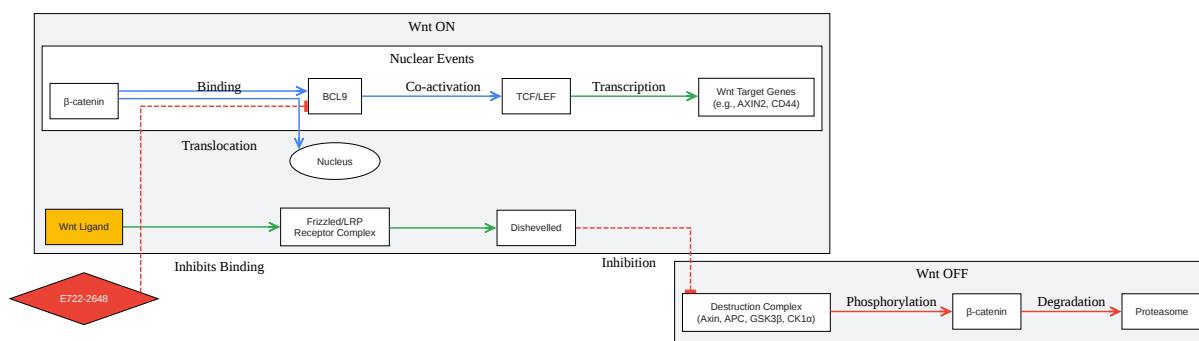 Wnt ON
Nuclear Events
β-catenin
Binding
BCL9
Co-activation
TCF/LEF
Transcription
Wnt Target Genes
(e.g., AXIN2, CD44)
Translocation
Nucleus
Wnt Ligand
Frizzled/LRP
Receptor Complex
Dishevelled
Inhibits Binding
Inhibition
E722-2648
Wnt OFF
Destruction Complex
(Axin, APC, GSK3β, CK1α)
Phosphorylation
β-catenin
Degradation
Proteasome